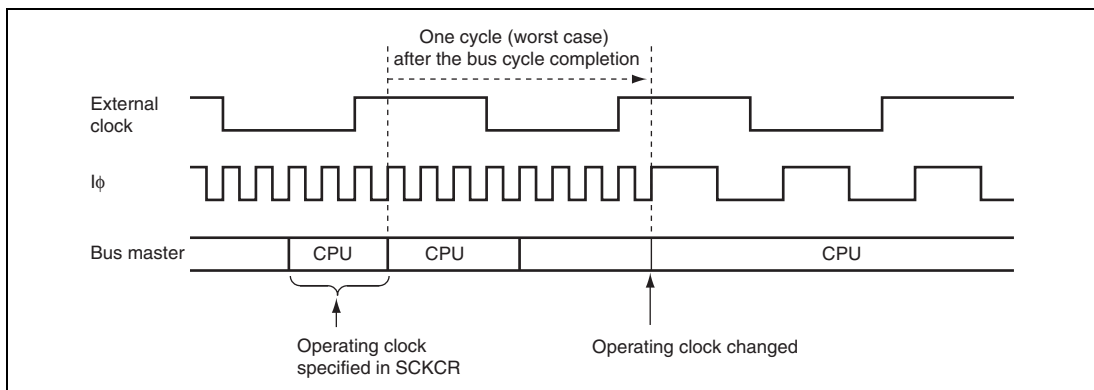 One cycle (worst case)
after the bus cycle completion
External
clock
Iϕ
Bus master
CPU
CPU
CPU
Operating clock
specified in SCKCR
Operating clock changed